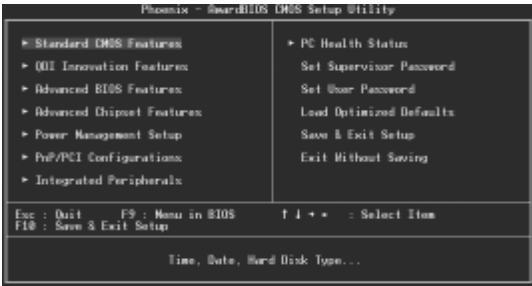 Phoenix - AwardBIOS CMOS Setup Utility
▸ Standard CMOS Features
▸ QDI Innovation Features
▸ Advanced BIOS Features
▸ Advanced Chipset Features
▸ Power Management Setup
▸ PnP/PCI Configurations
▸ Integrated Peripherals
▸ PC Health Status
Set Supervisor Password
Set User Password
Load Optimized Defaults
Save & Exit Setup
Exit Without Saving
Esc : Quit F9 : Menu in BIOS ↑ ↓ → ← : Select Item
F10 : Save & Exit Setup
Time, Date, Hard Disk Type...